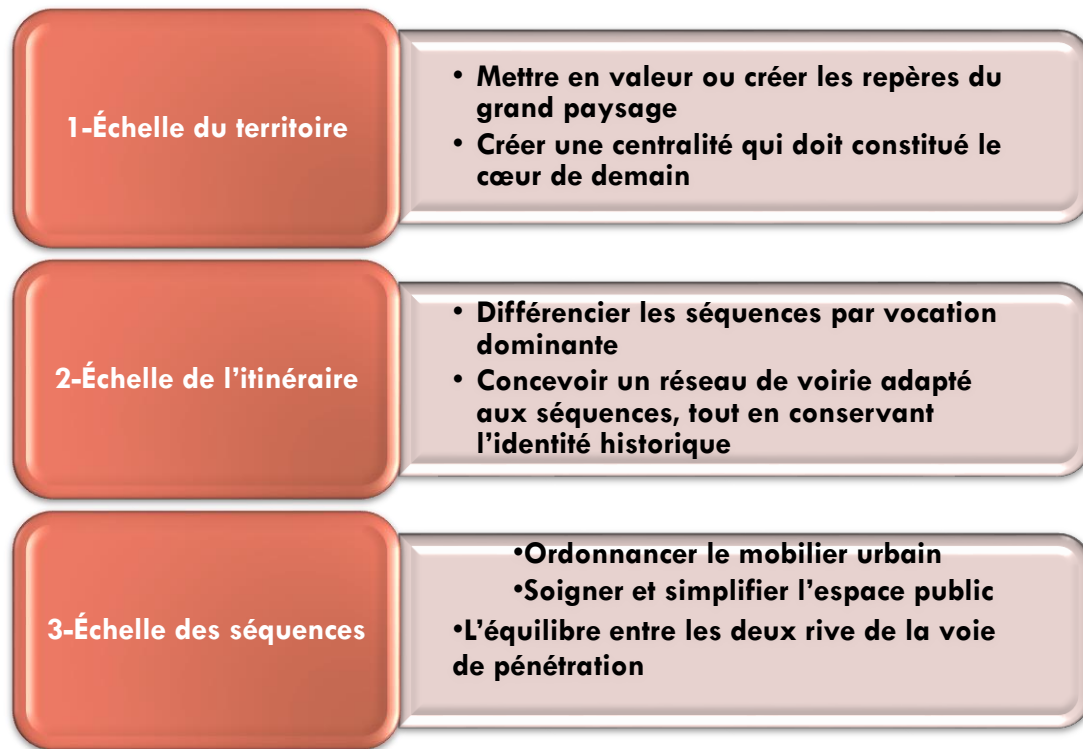 1-Échelle du territoire
• Mettre en valeur ou créer les repères du
grand paysage
• Créer une centralité qui doit constitué le
cœur de demain
2-Échelle de l'itinéraire
• Différencier les séquences par vocation
dominante
• Concevoir un réseau de voirie adapté
aux séquences, tout en conservant
l'identité historique
3-Échelle des séquences
•Ordonnancer le mobilier urbain
•Soigner et simplifier l'espace public
•L'équilibre entre les deux rive de la voie
de pénétration